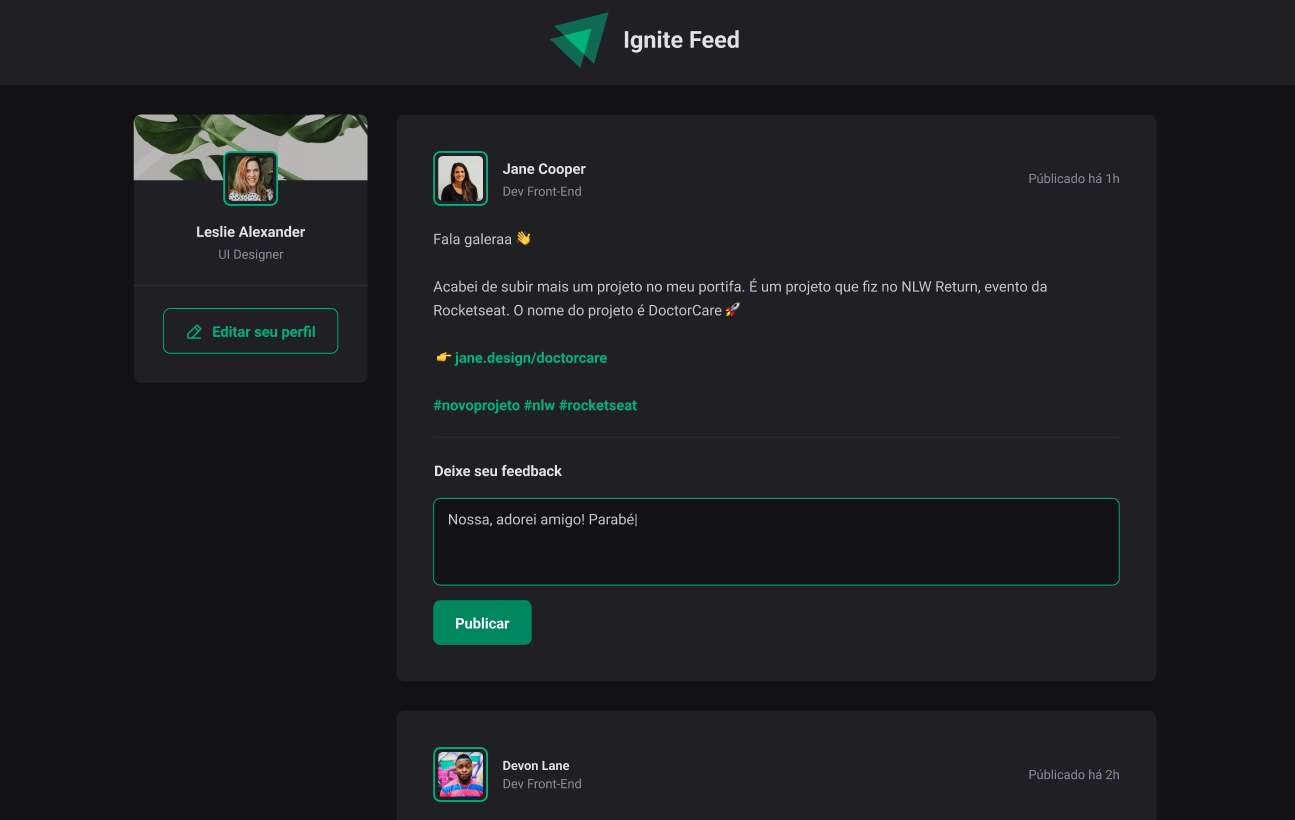 Ignite Feed
Leslie Alexander
UI Designer
Editar seu perfil
Jane Cooper
Dev Front-End
Públicado há 1h
Fala galeraa 👋
Acabei de subir mais um projeto no meu portifa. É um projeto que fiz no NLW Return, evento da
Rocketseat. O nome do projeto é DoctorCare 🚀
👉 jane.design/doctorcare
#novoprojeto #nlw #rocketseat
Deixe seu feedback
Nossa, adorei amigo! Parabé|
Publicar
Devon Lane
Dev Front-End
Públicado há 2h